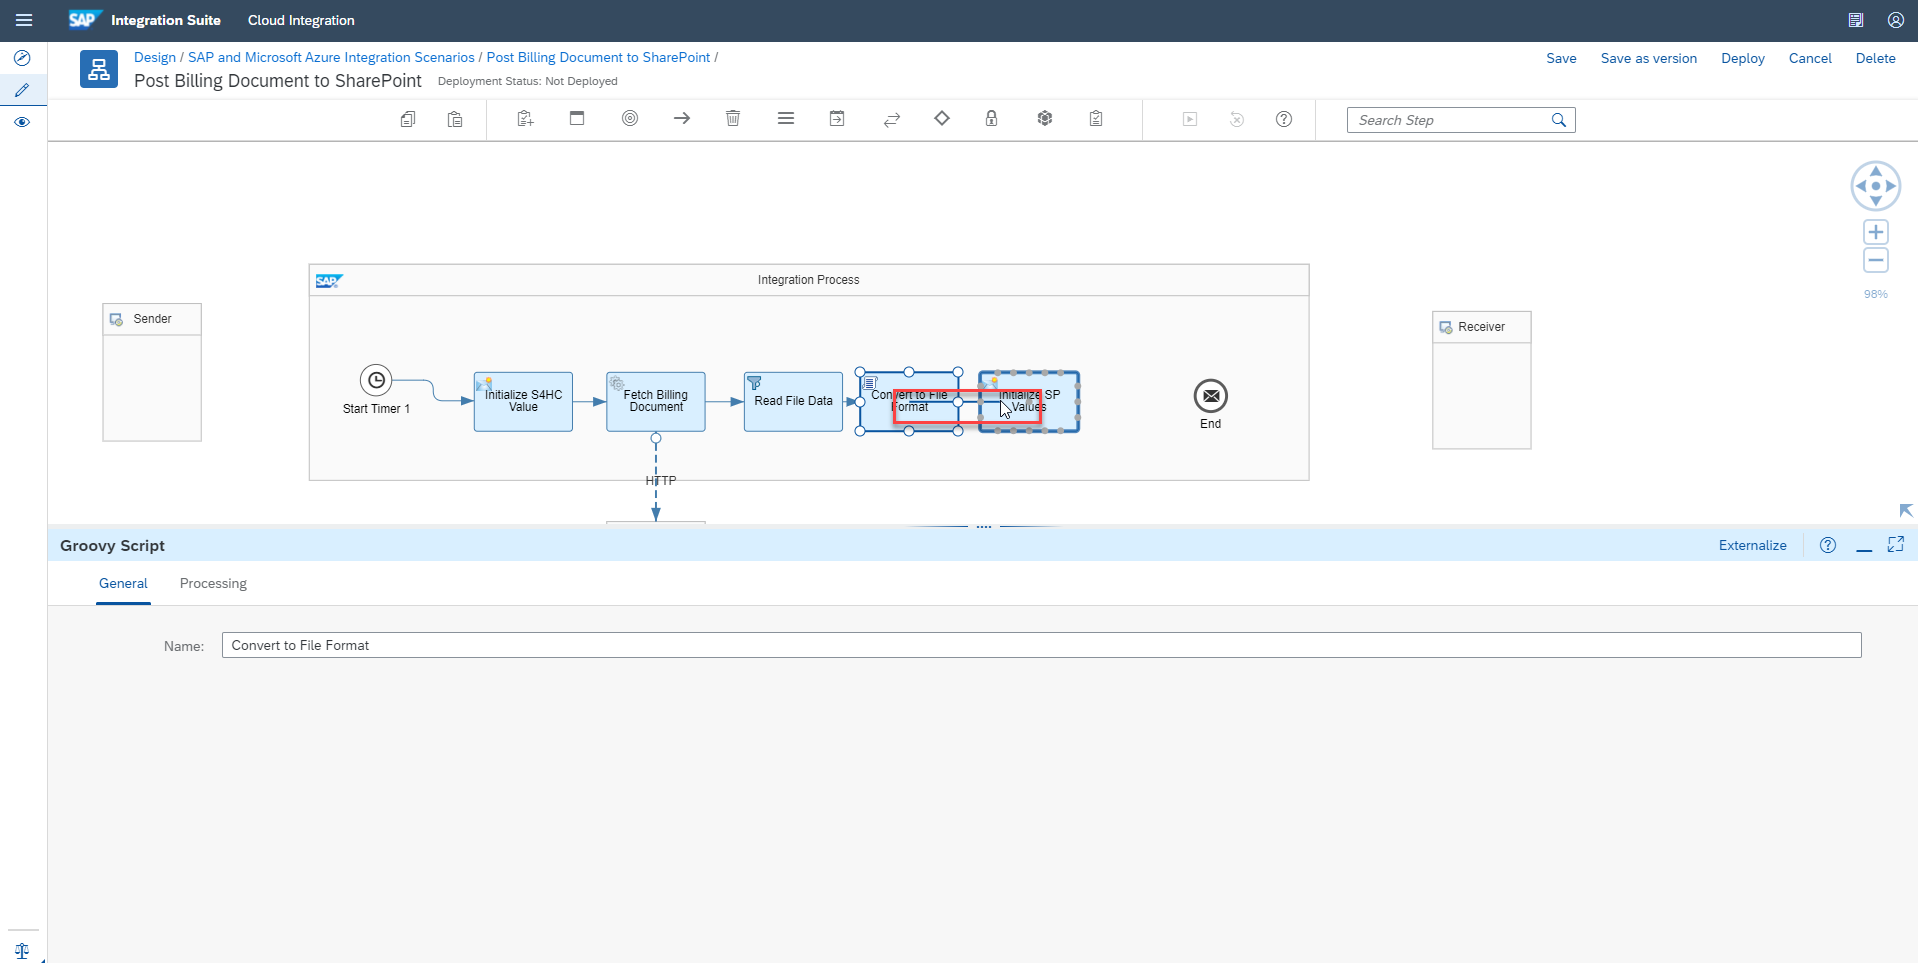 SAP Integration Suite Cloud Integration
Design / SAP and Microsoft Azure Integration Scenarios / Post Billing Document to SharePoint /
Post Billing Document to SharePoint Deployment Status: Not Deployed
Save Save as version Deploy Cancel Delete
Search Step
98%
SAP Integration Process
Sender
Receiver
Start Timer 1
Initialize S4HC
Value
Fetch Billing
Document
Read File Data
Convert to File
Format
Initialize SP
Values
End
HTTP
Groovy Script Externalize
General Processing
Name: Convert to File Format